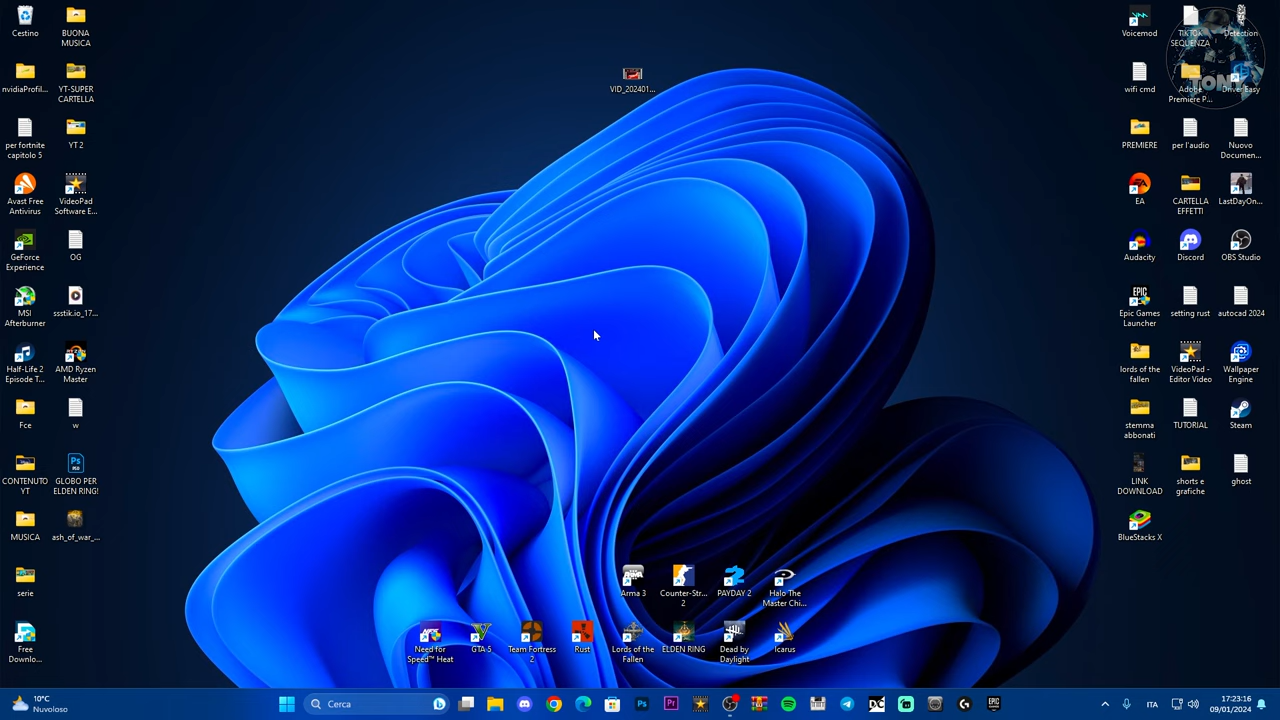 Cestino
BUONA
MUSICA
nvidiaProfil...
YT-SUPER
CARTELLA
per fortnite
capitolo 5
YT 2
Avast Free
Antivirus
VideoPad
Software E...
GeForce
Experience
OG
MSI
Afterburner
ssstik.io_17...
Half-Life 2
Episode T...
AMD Ryzen
Master
Fce
w
CONTENUTO
YT
GLOBO PER
ELDEN RING!
MUSICA
ash_of_war_...
serie
Free
Downlo...
VID_202401...
Voicemod
TIKTOK
SEQUENZA
Detection
wifi cmd
Adobe
Premiere P...
Driver Easy
TONY
PREMIERE
per l'audio
Nuovo
Documen...
EA
CARTELLA
EFFETTI
LastDayOn...
Audacity
Discord
OBS Studio
Epic Games
Launcher
setting rust
autocad 2024
lords of the
fallen
VideoPad -
Editor Video
Wallpaper
Engine
stemma
abbonati
TUTORIAL
Steam
LINK
DOWNLOAD
shorts e
grafiche
ghost
BlueStacks X
Arma 3
Counter-Str...
2
PAYDAY 2
Halo The
Master Chi...
Need for
Speed™ Heat
GTA 5
Team Fortress
2
Rust
Lords of the
Fallen
ELDEN RING
Dead by
Daylight
Icarus
10°C
Nuvoloso
Cerca
ITA
17:23:16
09/01/2024